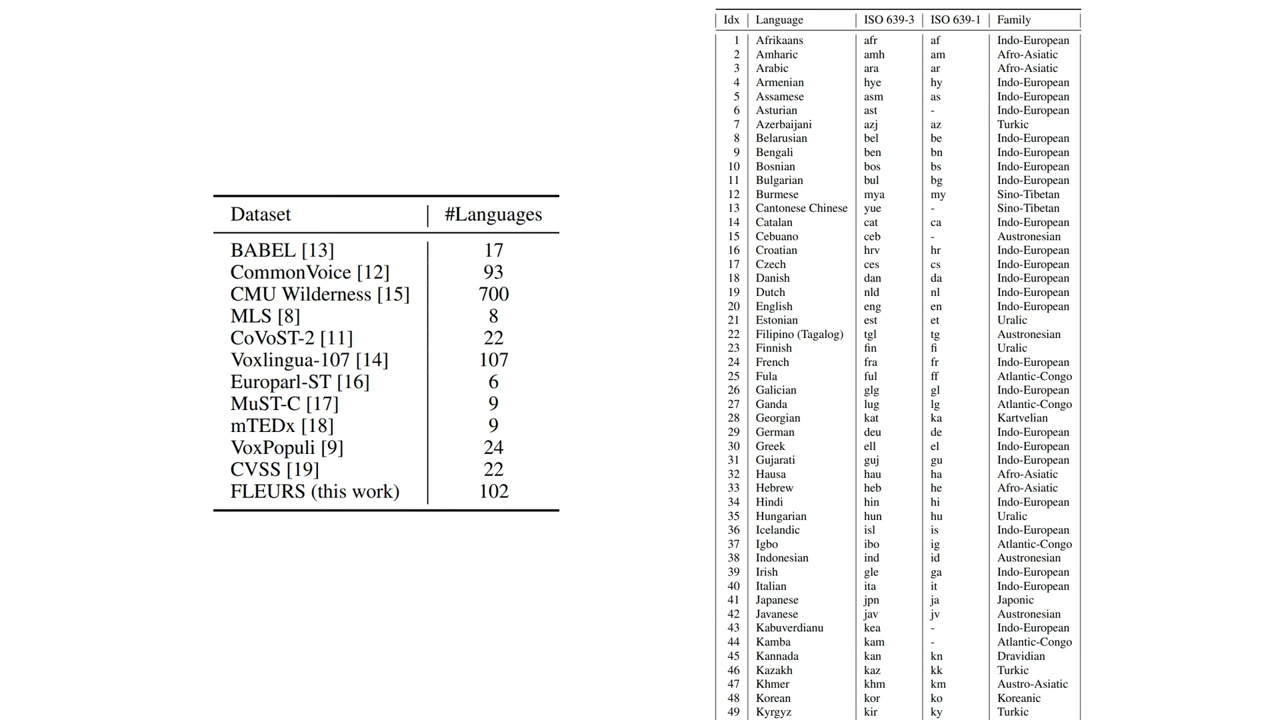 Dataset #Languages
BABEL [13] 17
CommonVoice [12] 93
CMU Wilderness [15] 700
MLS [8] 8
CoVoST-2 [11] 22
Voxlingua-107 [14] 107
Europarl-ST [16] 6
MuST-C [17] 9
mTEDx [18] 9
VoxPopuli [9] 24
CVSS [19] 22
FLEURS (this work) 102
Idx Language ISO 639-3 ISO 639-1 Family
1 Afrikaans afr af Indo-European
2 Amharic amh am Afro-Asiatic
3 Arabic ara ar Afro-Asiatic
4 Armenian hye hy Indo-European
5 Assamese asm as Indo-European
6 Asturian ast - Indo-European
7 Azerbaijani azj az Turkic
8 Belarusian bel be Indo-European
9 Bengali ben bn Indo-European
10 Bosnian bos bs Indo-European
11 Bulgarian bul bg Indo-European
12 Burmese mya my Sino-Tibetan
13 Cantonese Chinese yue - Sino-Tibetan
14 Catalan cat ca Indo-European
15 Cebuano ceb - Austronesian
16 Croatian hrv hr Indo-European
17 Czech ces cs Indo-European
18 Danish dan da Indo-European
19 Dutch nld nl Indo-European
20 English eng en Indo-European
21 Estonian est et Uralic
22 Filipino (Tagalog) tgl tg Austronesian
23 Finnish fin fi Uralic
24 French fra fr Indo-European
25 Fula ful ff Atlantic-Congo
26 Galician glg gl Indo-European
27 Ganda lug lg Atlantic-Congo
28 Georgian kat ka Kartvelian
29 German deu de Indo-European
30 Greek ell el Indo-European
31 Gujarati guj gu Indo-European
32 Hausa hau ha Afro-Asiatic
33 Hebrew heb he Afro-Asiatic
34 Hindi hin hi Indo-European
35 Hungarian hun hu Uralic
36 Icelandic isl is Indo-European
37 Igbo ibo ig Atlantic-Congo
38 Indonesian ind id Austronesian
39 Irish gle ga Indo-European
40 Italian ita it Indo-European
41 Japanese jpn ja Japonic
42 Javanese jav jv Austronesian
43 Kabuverdianu kea - Indo-European
44 Kamba kam - Atlantic-Congo
45 Kannada kan kn Dravidian
46 Kazakh kaz kk Turkic
47 Khmer khm km Austro-Asiatic
48 Korean kor ko Koreanic
49 Kyrgyz kir ky Turkic